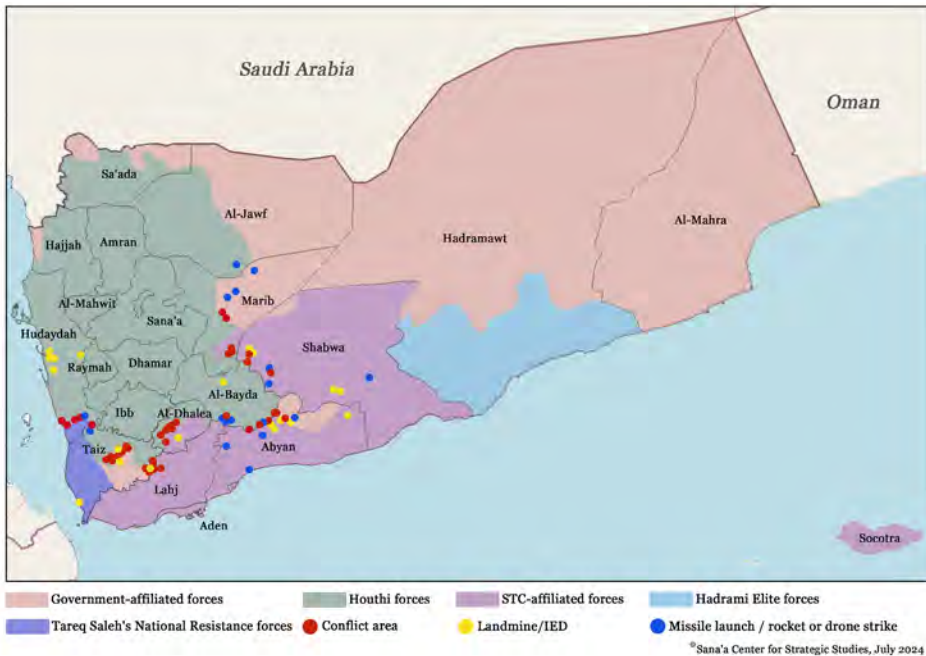 Saudi Arabia
Oman
Sa'ada
Al-Jawf
Al-Mahra
Hadramawt
Hajjah
Amran
Al-Mahwit
Marib
Sana'a
Hudaydah
Shabwa
Raymah
Dhamar
Al-Bayda
Ibb
Al-Dhalea
Taiz
Abyan
Lahj
Aden
Socotra
Government-affiliated forces
Houthi forces
STC-affiliated forces
Hadrami Elite forces
Tareq Saleh's National Resistance forces
Conflict area
Landmine/IED
Missile launch / rocket or drone strike
©Sana'a Center for Strategic Studies, July 2024